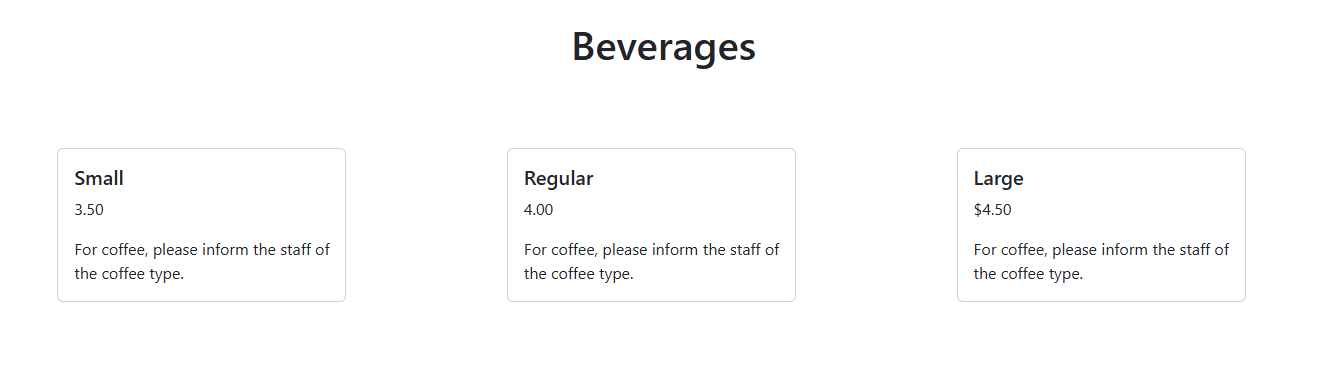 Beverages
Small
3.50
For coffee, please inform the staff of
the coffee type.
Regular
4.00
For coffee, please inform the staff of
the coffee type.
Large
$4.50
For coffee, please inform the staff of
the coffee type.